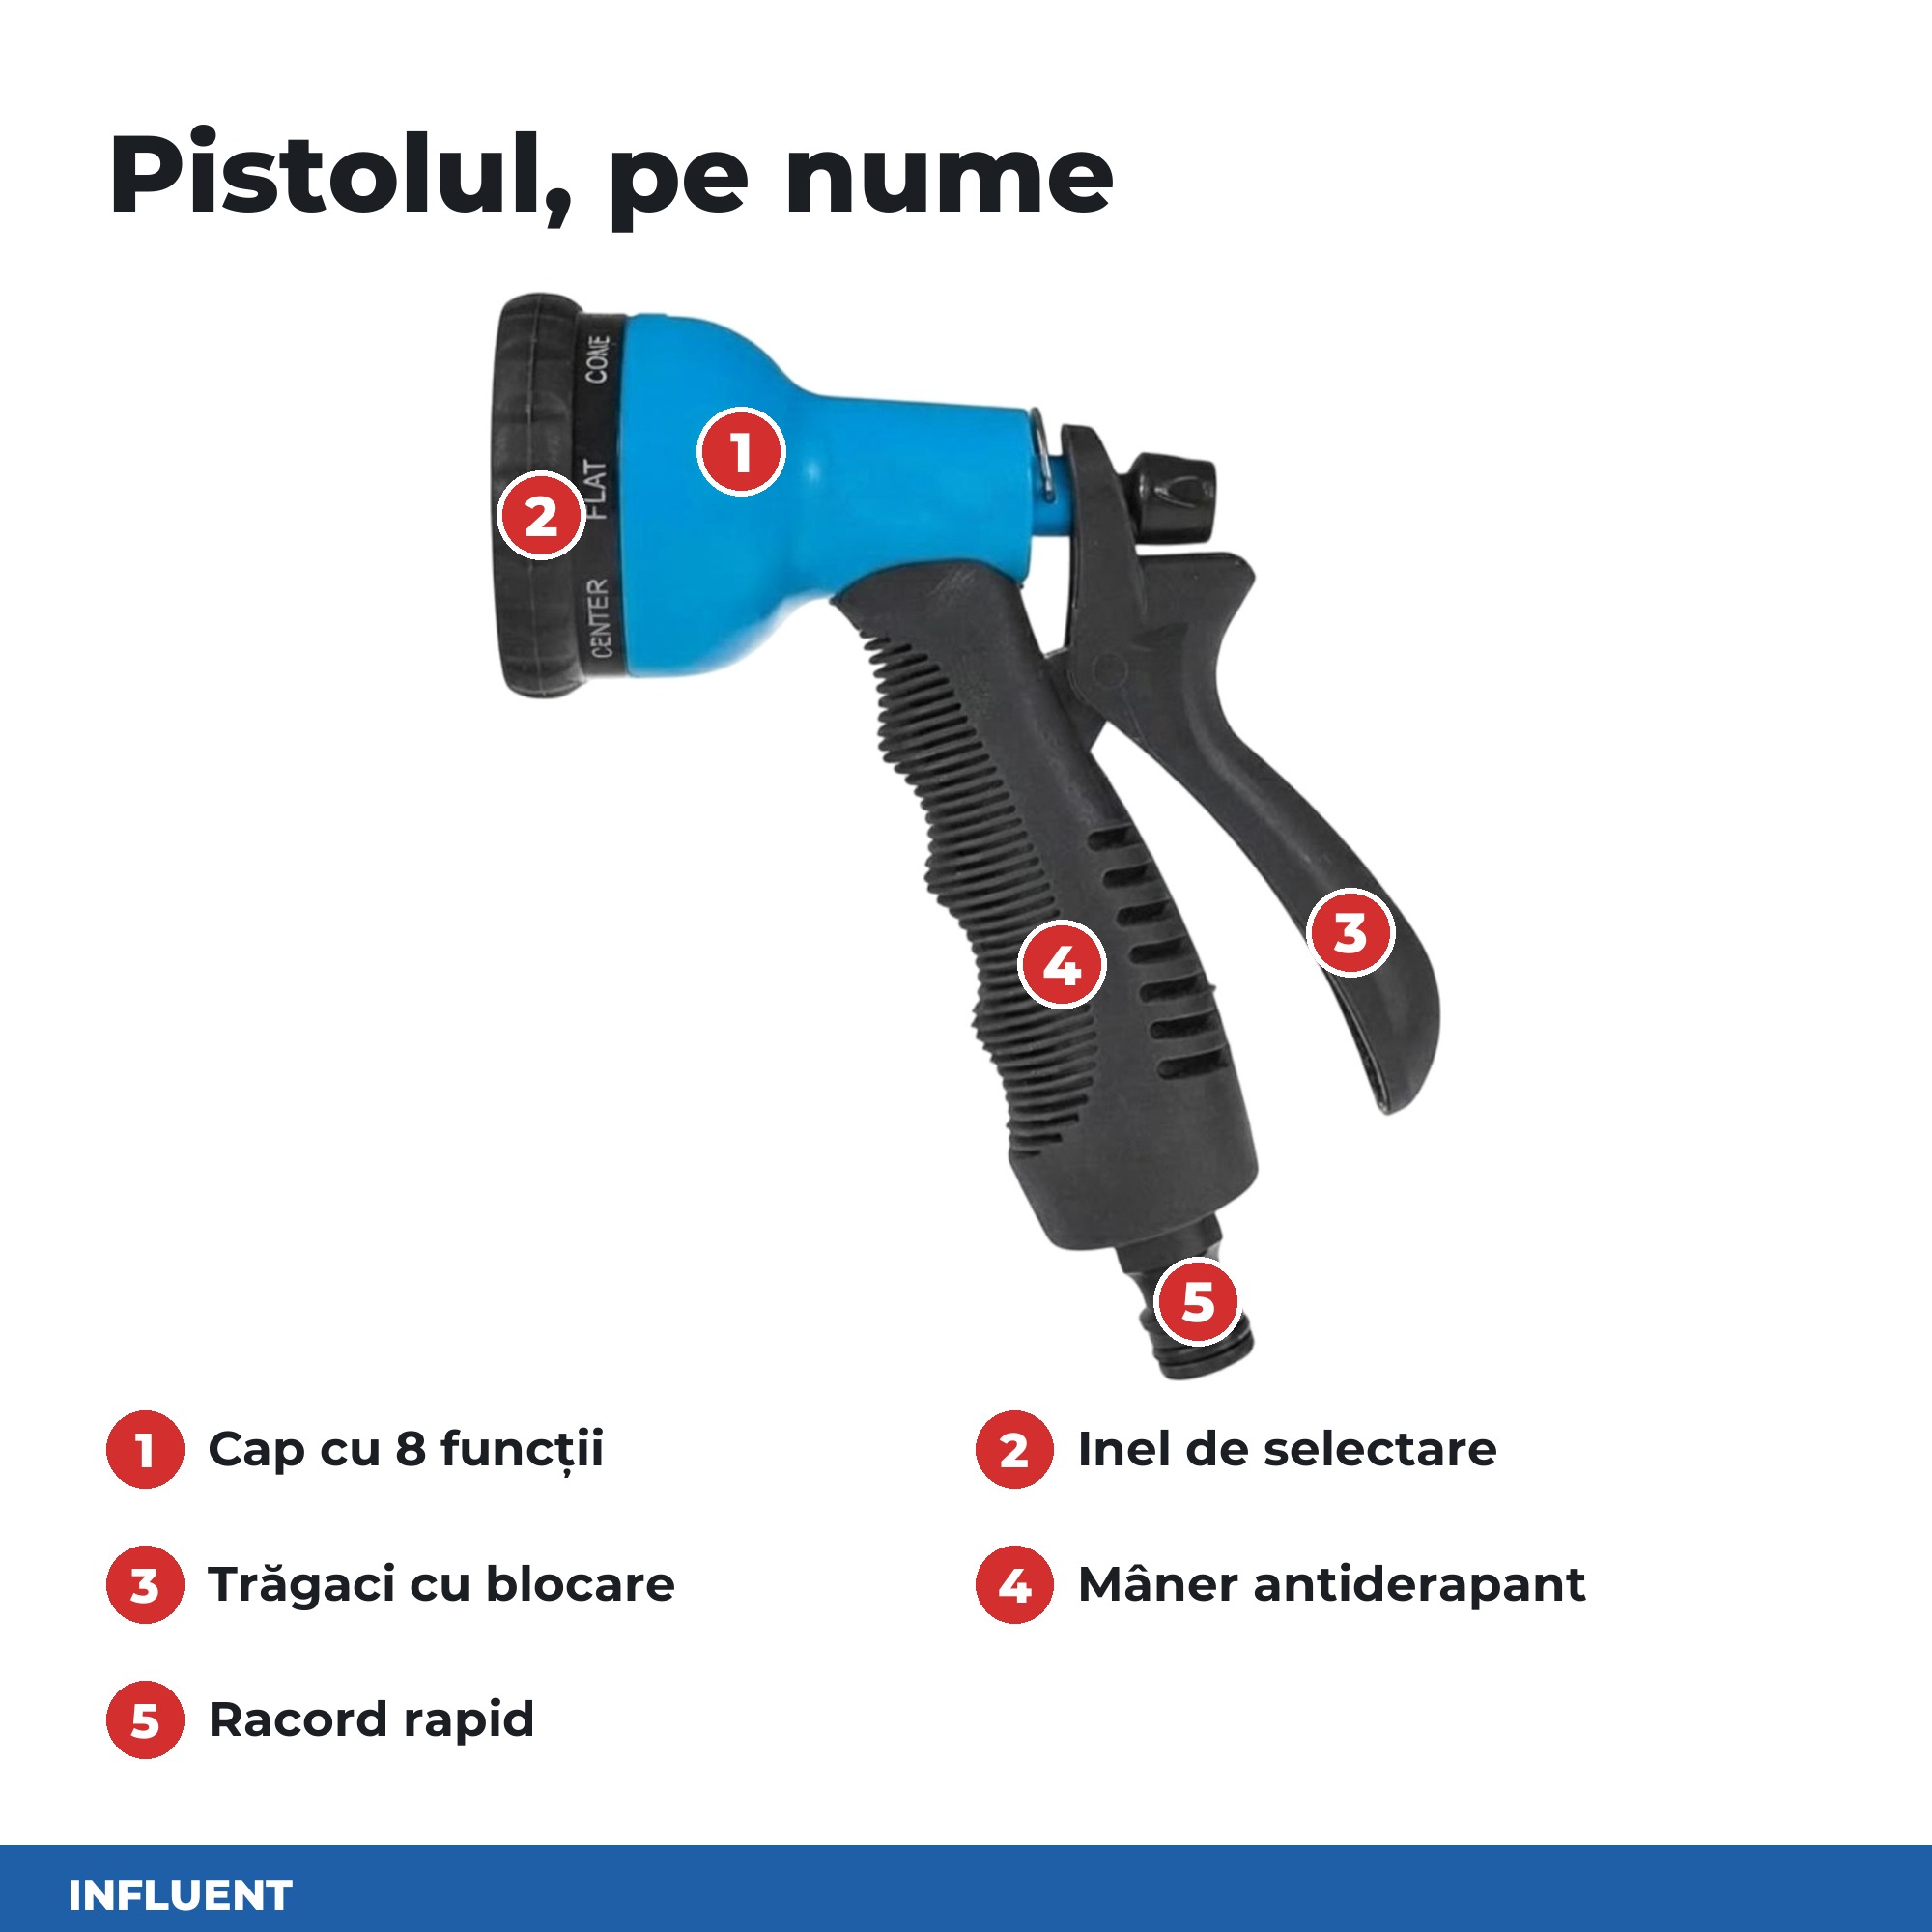 Pistolul, pe nume
CONE
FLAT
CENTER
1
2
3
4
5
1 Cap cu 8 funcții
2 Inel de selectare
3 Trăgaci cu blocare
4 Mâner antiderapant
5 Racord rapid
INFLUENT